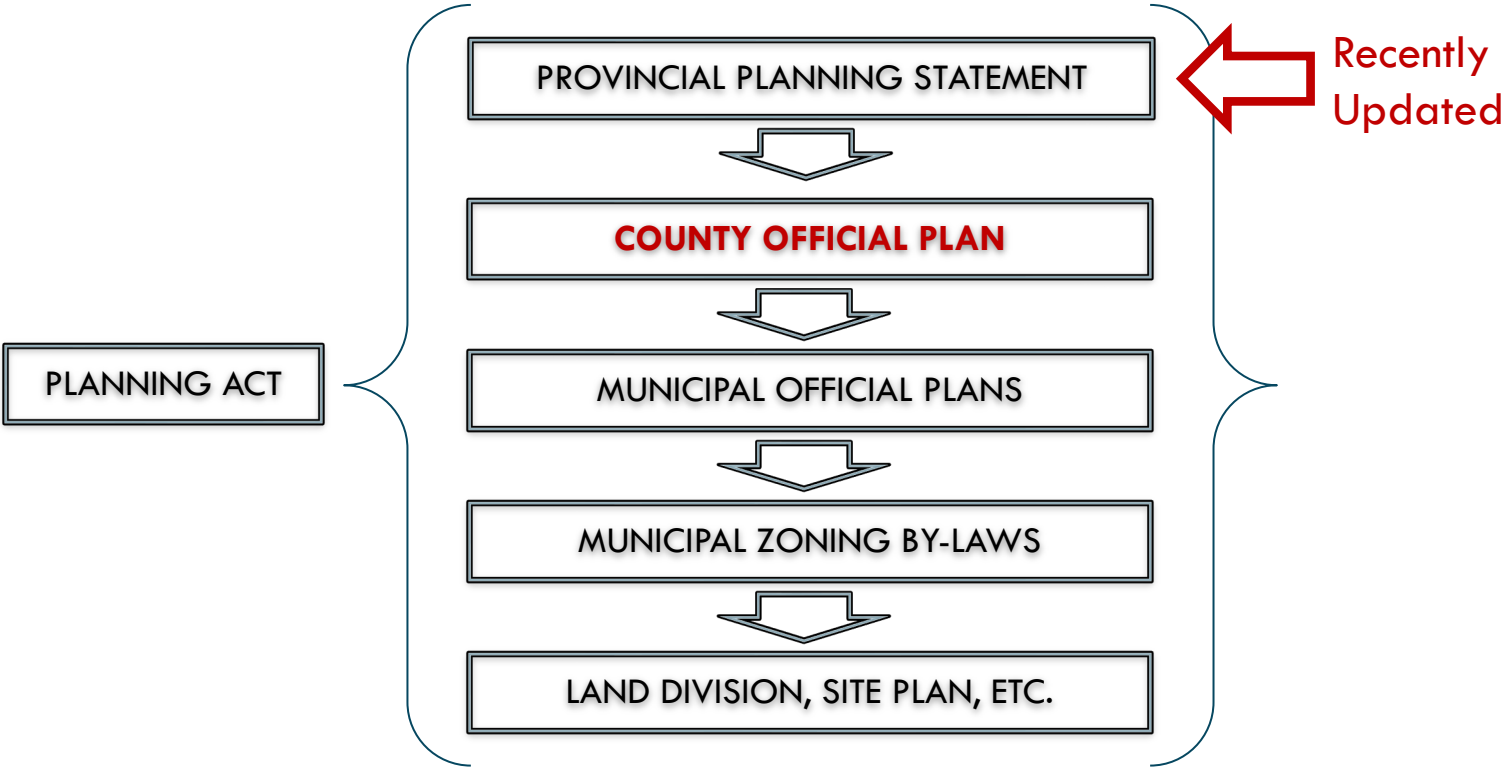 PROVINCIAL PLANNING STATEMENT
Recently
Updated
COUNTY OFFICIAL PLAN
PLANNING ACT
MUNICIPAL OFFICIAL PLANS
MUNICIPAL ZONING BY-LAWS
LAND DIVISION, SITE PLAN, ETC.